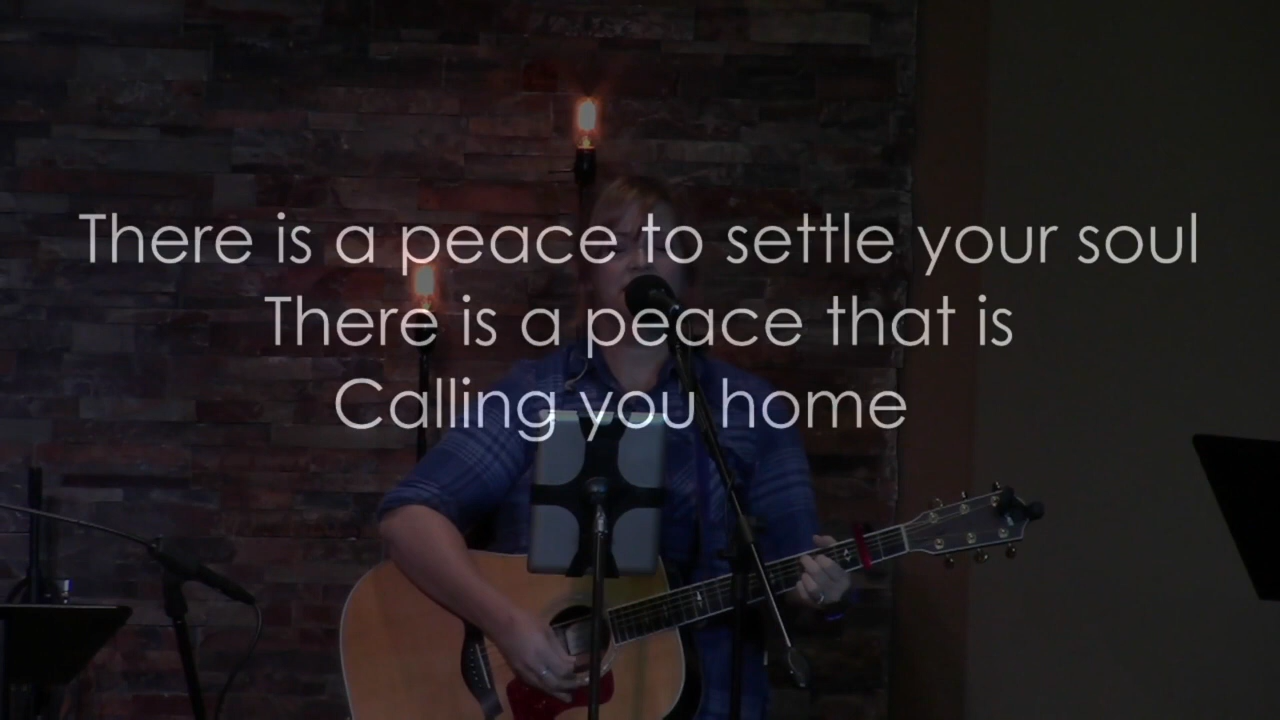 There is a peace to settle your soul
There is a peace that is
Calling you home